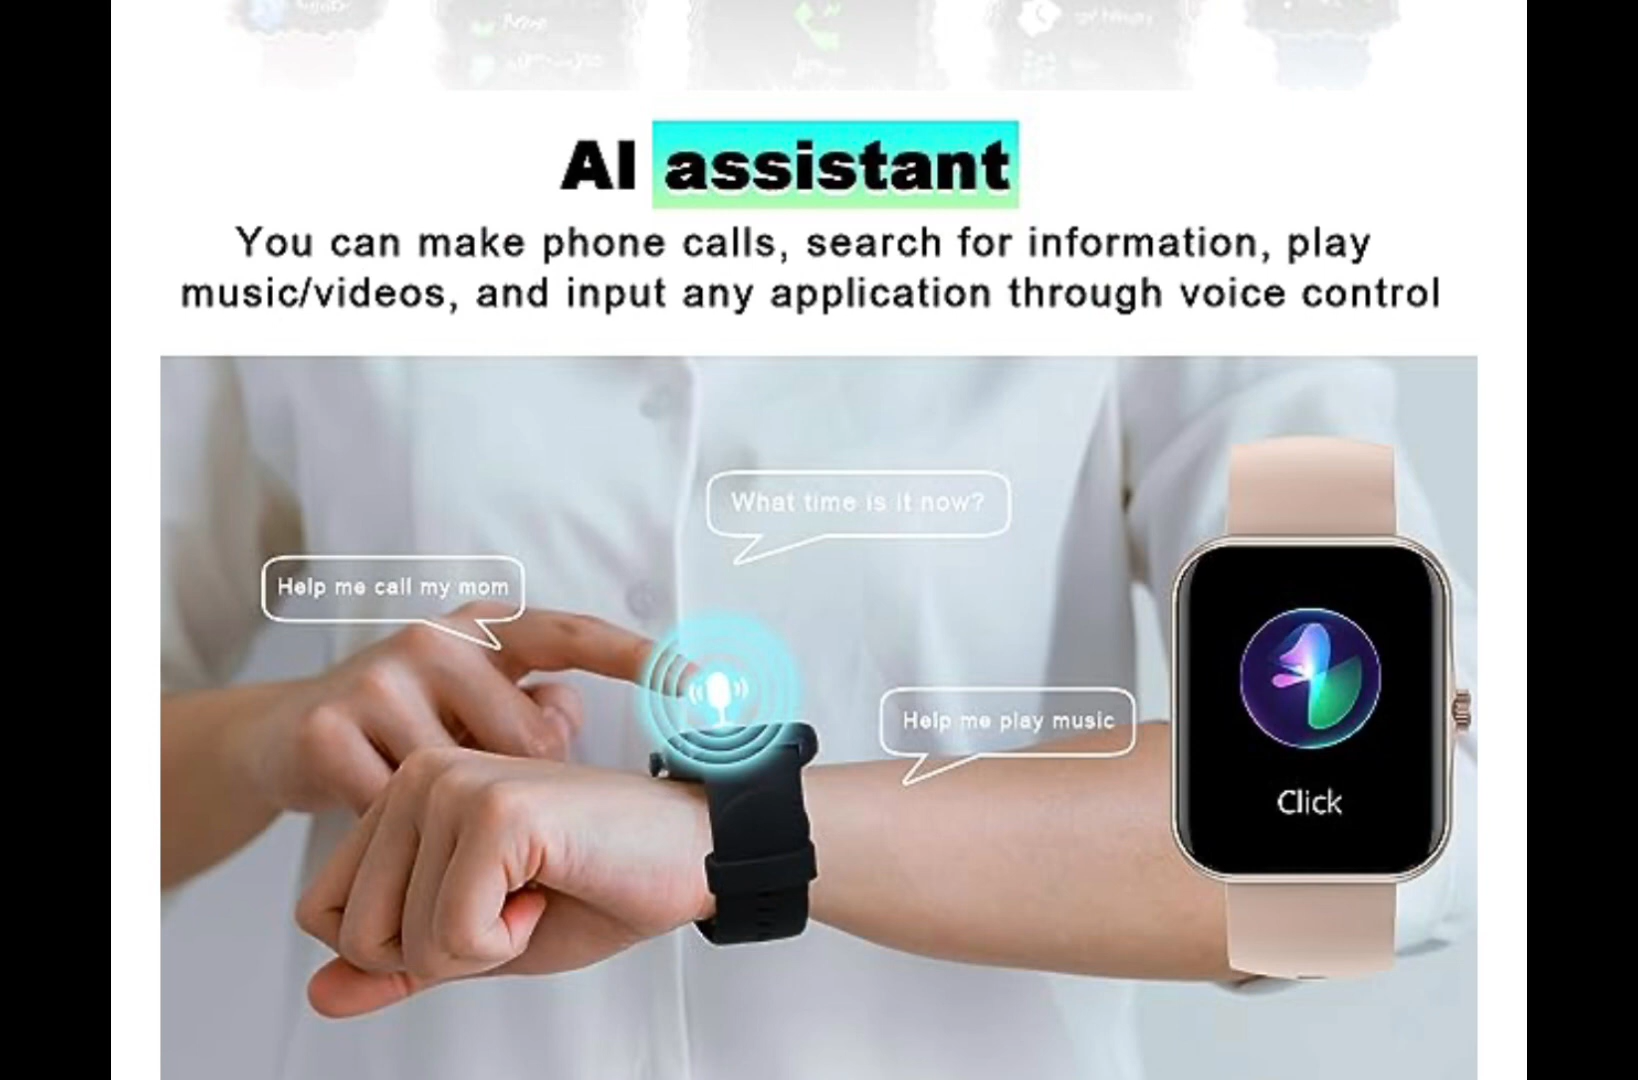 AI assistant
You can make phone calls, search for information, play
music/videos, and input any application through voice control
What time is it now?
Help me call my mom
Help me play music
Click